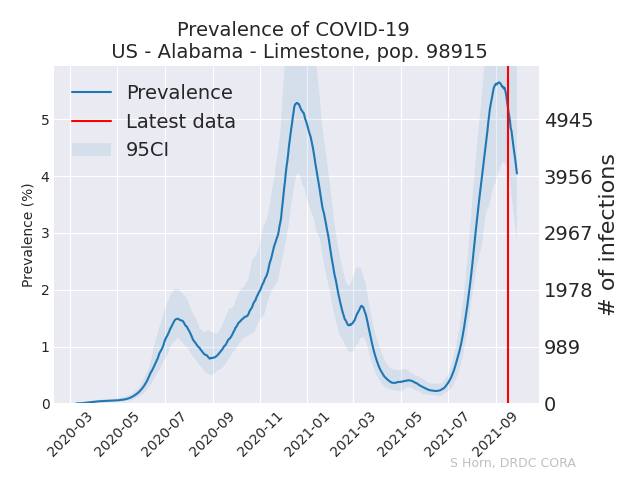 Prevalence of COVID-19
US - Alabama - Limestone, pop. 98915
Prevalence
Latest data
95CI
Prevalence (%)
5
4
3
2
1
0
4945
3956
2967
1978
989
0
# of infections
2020-03
2020-05
2020-07
2020-09
2020-11
2021-01
2021-03
2021-05
2021-07
2021-09
S Horn, DRDC CORA